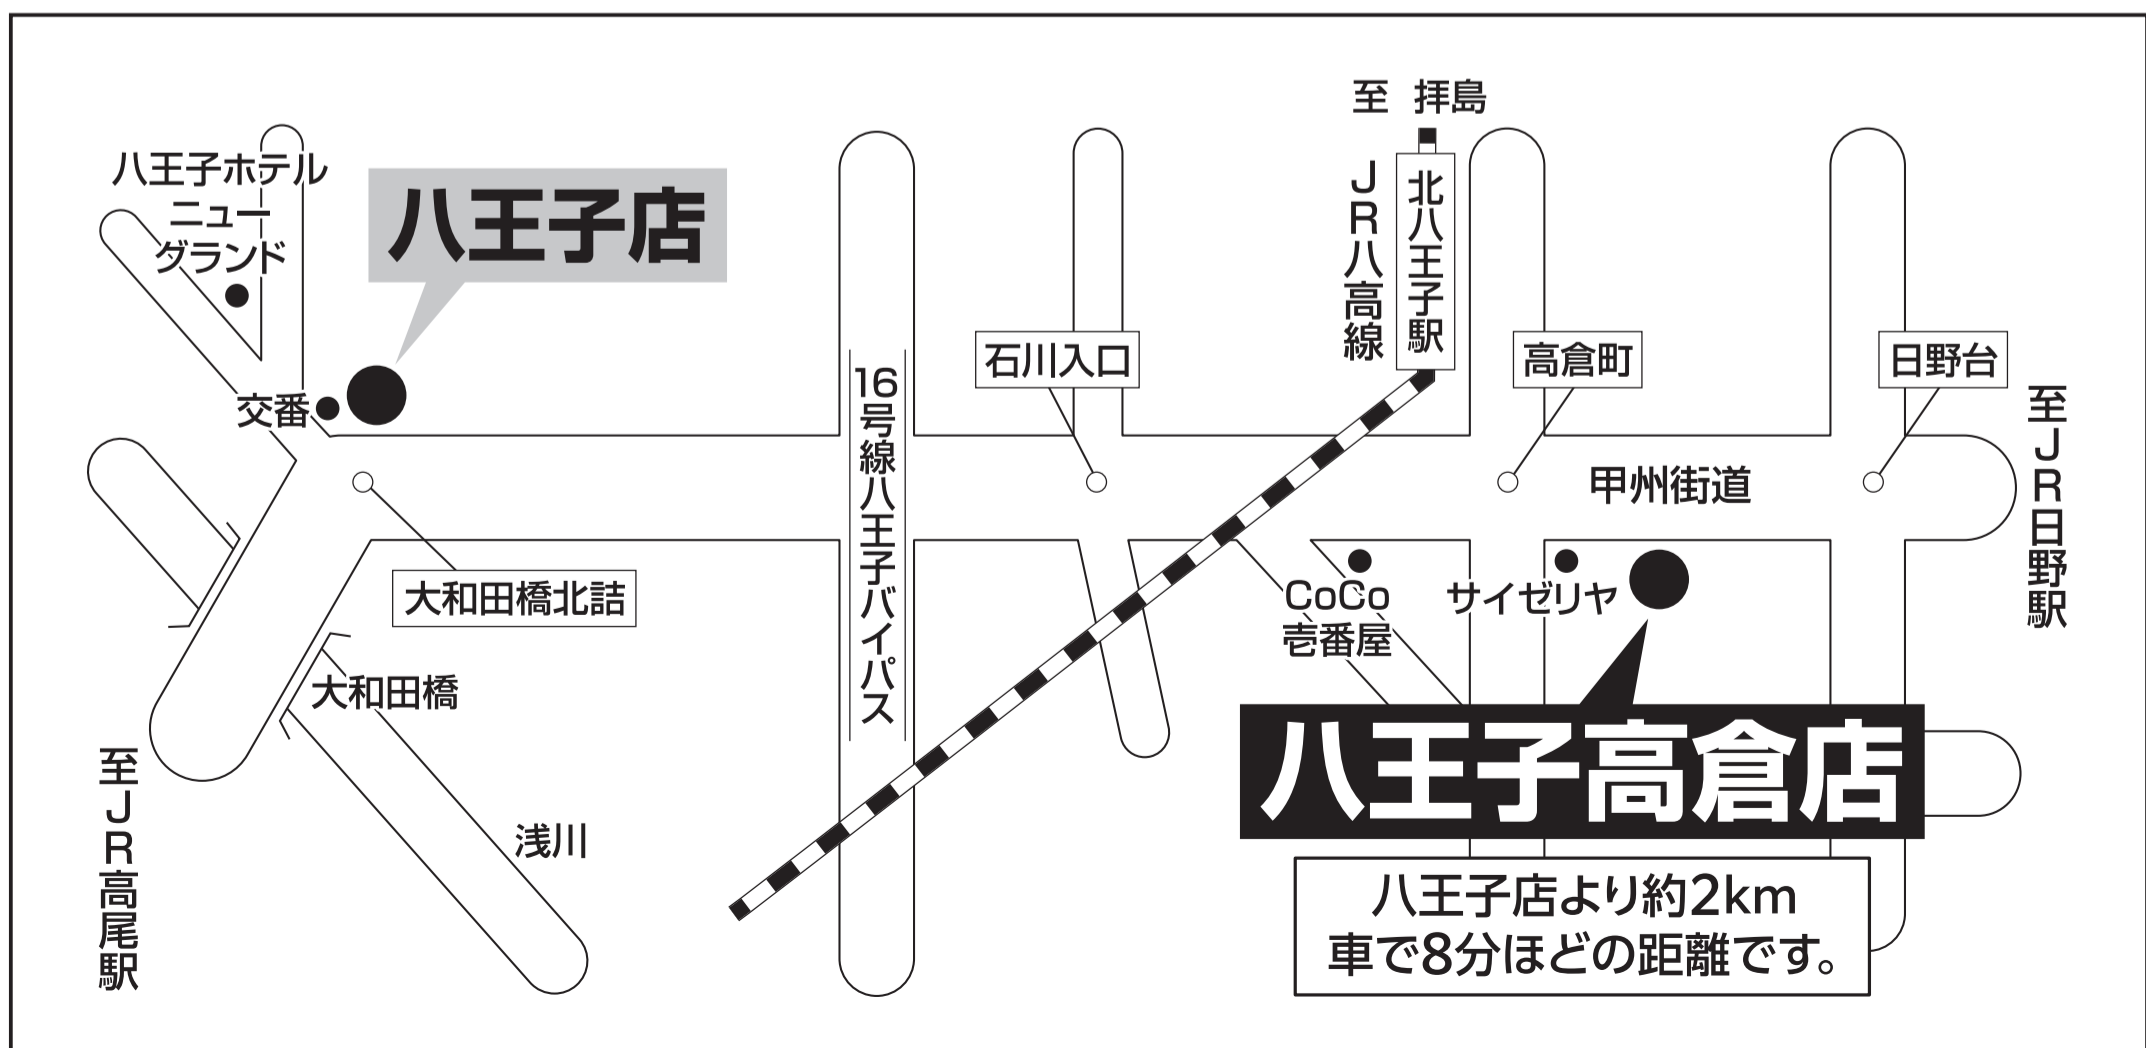 至 拝島
八王子ホテル
ニュー
グランド
八王子店
JR八高線
北八王子駅
交番
16号線八王子バイパス
石川入口
高倉町
日野台
至JR日野駅
甲州街道
大和田橋北詰
CoCo
壱番屋
サイゼリヤ
大和田橋
八王子高倉店
至JR高尾駅
浅川
八王子店より約2km
車で8分ほどの距離です。